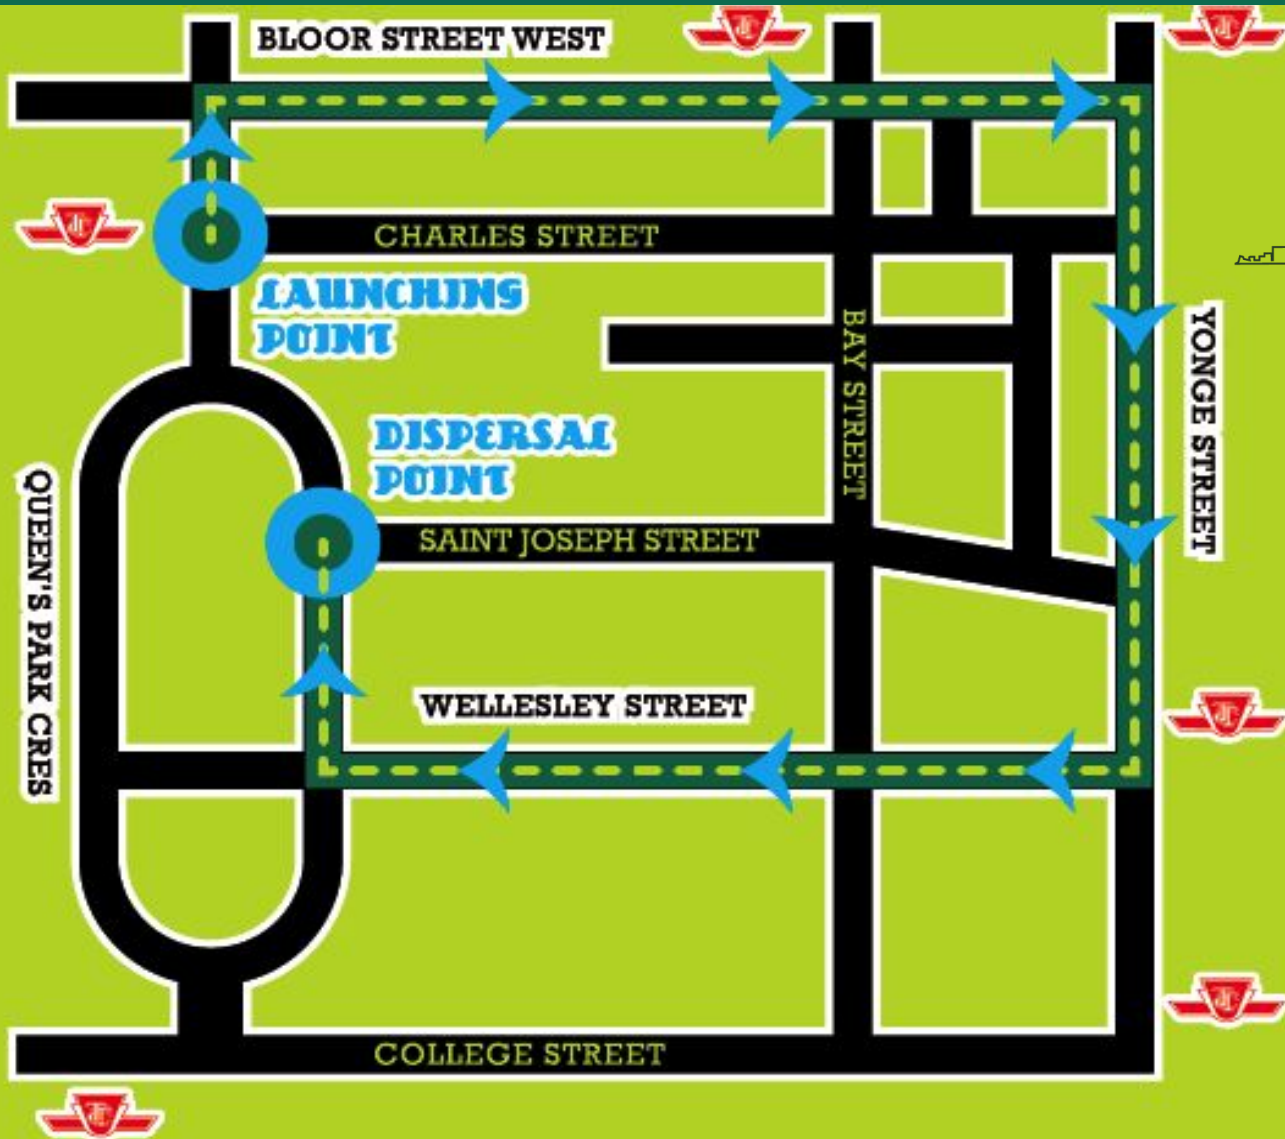 BLOOR STREET WEST
CHARLES STREET
LAUNCHING
POINT
BAY STREET
YONGE STREET
DISPERSAL
POINT
QUEEN'S PARK CRES
SAINT JOSEPH STREET
WELLESLEY STREET
COLLEGE STREET